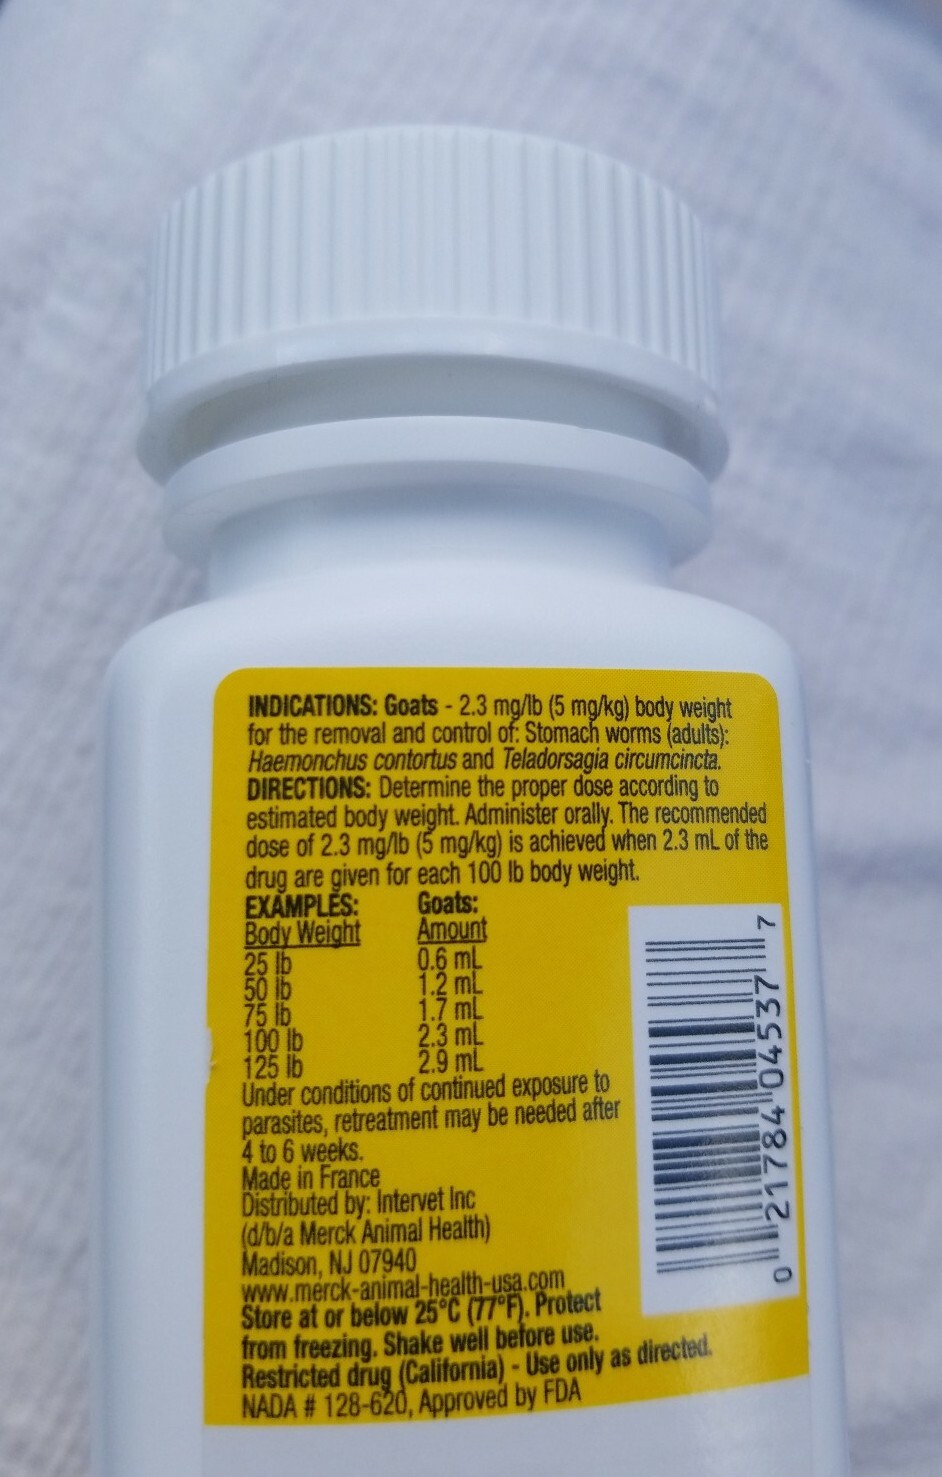 INDICATIONS: Goats - 2.3 mg/lb (5 mg/kg) body weight
for the removal and control of: Stomach worms (adults):
Haemonchus contortus and Teladorsagia circumcincta.
DIRECTIONS: Determine the proper dose according to
estimated body weight. Administer orally. The recommended
dose of 2.3 mg/lb (5 mg/kg) is achieved when 2.3 mL of the
drug are given for each 100 lb body weight.
EXAMPLES: Goats:
Body Weight Amount
25 lb 0.6 mL
50 lb 1.2 mL
75 lb 1.7 mL
100 lb 2.3 mL
125 lb 2.9 mL
Under conditions of continued exposure to
parasites, retreatment may be needed after
4 to 6 weeks.
Made in France
Distributed by: Intervet Inc
(d/b/a Merck Animal Health)
Madison, NJ 07940
www.merck-animal-health-usa.com
Store at or below 25°C (77°F). Protect
from freezing. Shake well before use.
Restricted drug (California) - Use only as directed.
NADA # 128-620, Approved by FDA
0 21784 04537 7